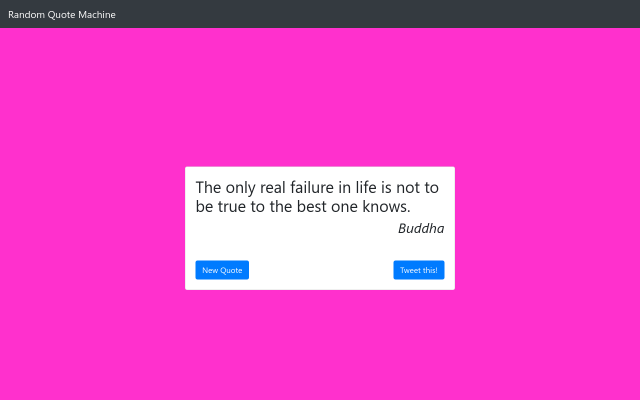 Random Quote Machine
The only real failure in life is not to
be true to the best one knows.
Buddha
New Quote
Tweet this!